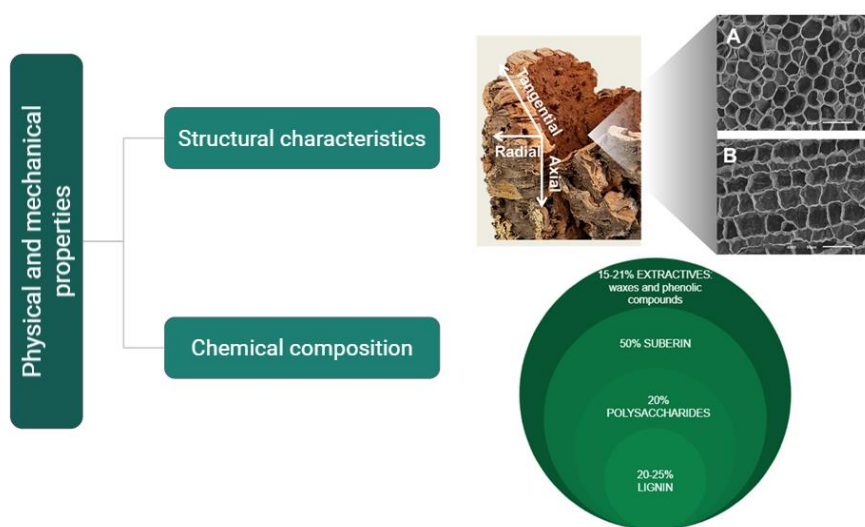 Physical and mechanical
properties
Structural characteristics
Chemical composition
Tangential
Radial
Axial
A
B
15-21% EXTRACTIVES:
waxes and phenolic
compounds
50% SUBERIN
20%
POLYSACCHARIDES
20-25%
LIGNIN